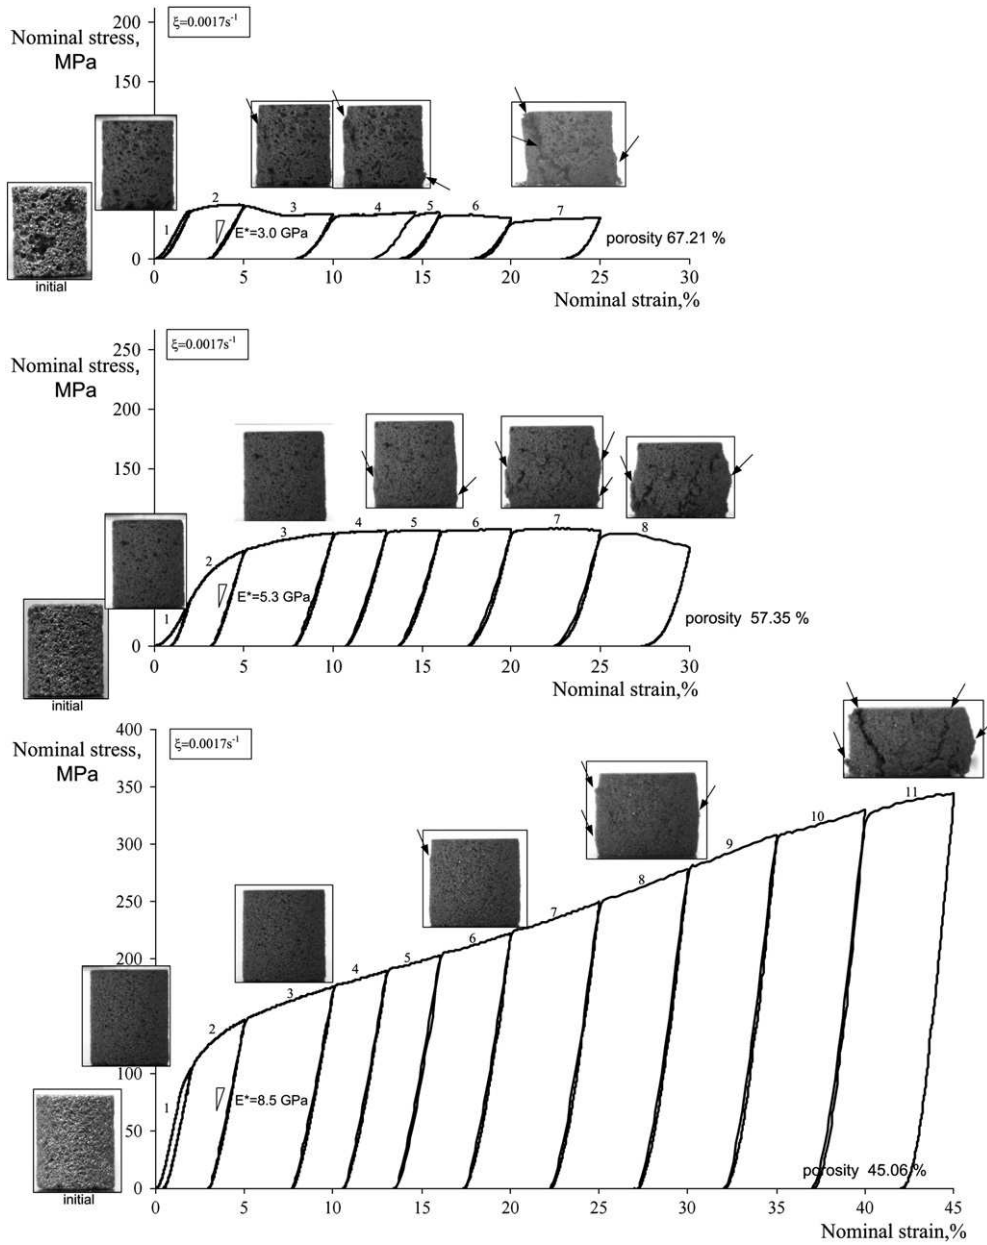 200
ξ=0.0017s⁻¹
Nominal stress,
MPa
150
2
3
4
5
6
7
1
E*=3.0 GPa
porosity 67.21 %
0
initial
0 5 10 15 20 25 30
Nominal strain,%
ξ=0.0017s⁻¹
250
Nominal stress,
MPa
200
150
100
1
2
3
4
5
6
7
8
E*=5.3 GPa
porosity 57.35 %
0
initial
0 5 10 15 20 25 30
Nominal strain,%
400
ξ=0.0017s⁻¹
Nominal stress,
MPa
350
300
250
200
100
50
0
1
2
3
4
5
6
7
8
9
10
11
E*=8.5 GPa
porosity 45.06 %
initial
0 5 10 15 20 25 30 35 40 45
Nominal strain,%